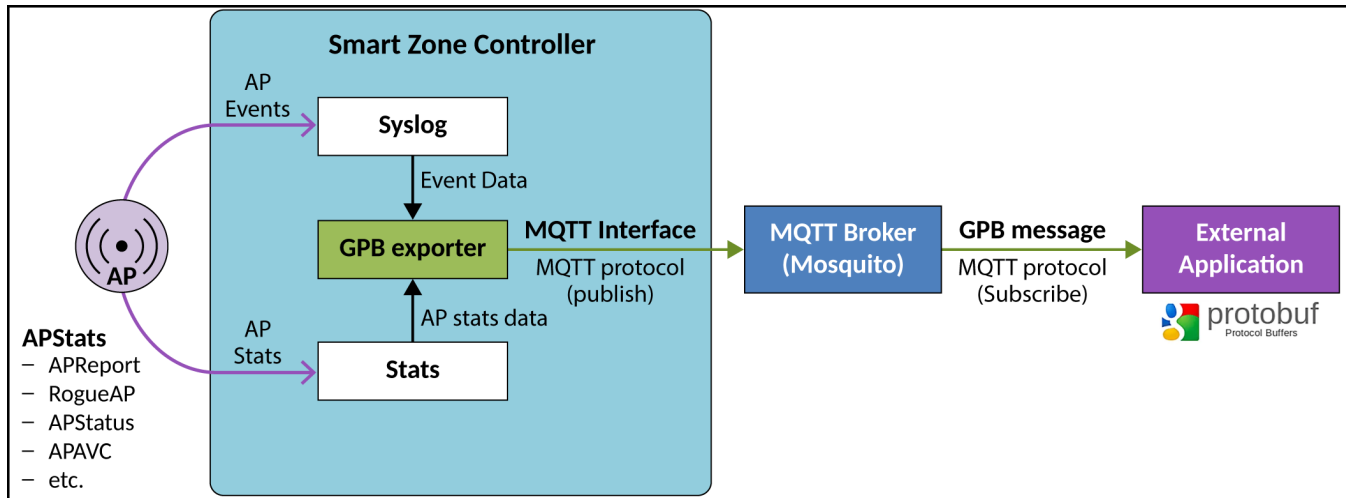 Smart Zone Controller
AP
Events
Syslog
Event Data
AP
GPB exporter
MQTT Interface
MQTT protocol
(publish)
MQTT Broker
(Mosquito)
GPB message
MQTT protocol
(Subscribe)
External
Application
protobuf
Protocol Buffers
AP stats data
AP
Stats
Stats
APStats
– APReport
– RogueAP
– APStatus
– APAVC
– etc.